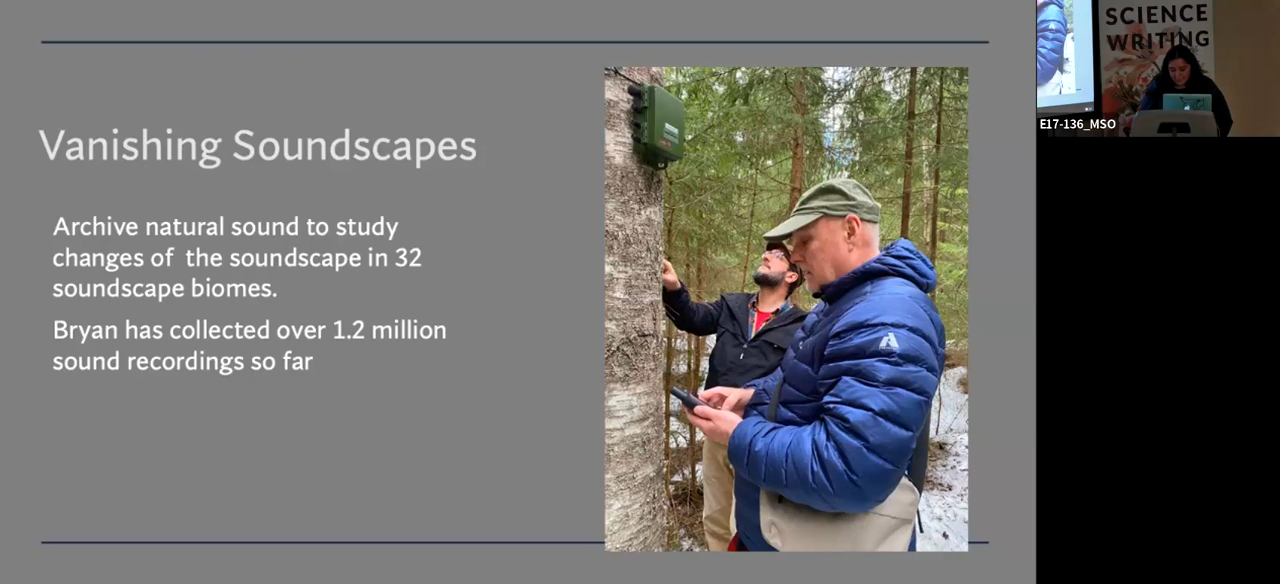 Vanishing Soundscapes
Archive natural sound to study
changes of the soundscape in 32
soundscape biomes.
Bryan has collected over 1.2 million
sound recordings so far
SCIENCE
WRITING
E17-136_MSO